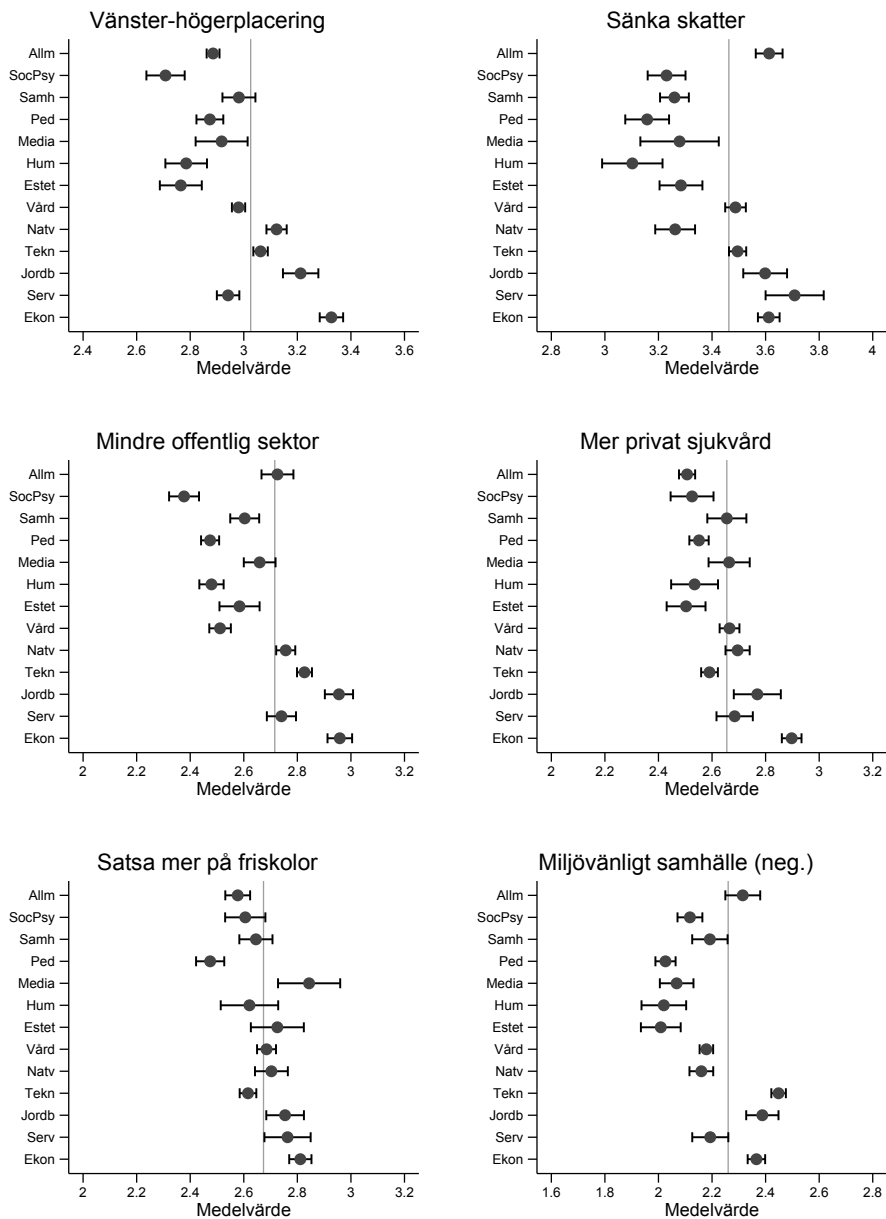 Vänster-högerplacering
Allm
SocPsy
Samh
Ped
Media
Hum
Estet
Vård
Natv
Tekn
Jordb
Serv
Ekon
2.4 2.6 2.8 3 3.2 3.4 3.6
Medelvärde
Sänka skatter
Allm
SocPsy
Samh
Ped
Media
Hum
Estet
Vård
Natv
Tekn
Jordb
Serv
Ekon
2.8 3 3.2 3.4 3.6 3.8 4
Medelvärde
Mindre offentlig sektor
Allm
SocPsy
Samh
Ped
Media
Hum
Estet
Vård
Natv
Tekn
Jordb
Serv
Ekon
2 2.2 2.4 2.6 2.8 3 3.2
Medelvärde
Mer privat sjukvård
Allm
SocPsy
Samh
Ped
Media
Hum
Estet
Vård
Natv
Tekn
Jordb
Serv
Ekon
2 2.2 2.4 2.6 2.8 3 3.2
Medelvärde
Satsa mer på friskolor
Allm
SocPsy
Samh
Ped
Media
Hum
Estet
Vård
Natv
Tekn
Jordb
Serv
Ekon
2 2.2 2.4 2.6 2.8 3 3.2
Medelvärde
Miljövänligt samhälle (neg.)
Allm
SocPsy
Samh
Ped
Media
Hum
Estet
Vård
Natv
Tekn
Jordb
Serv
Ekon
1.6 1.8 2 2.2 2.4 2.6 2.8
Medelvärde